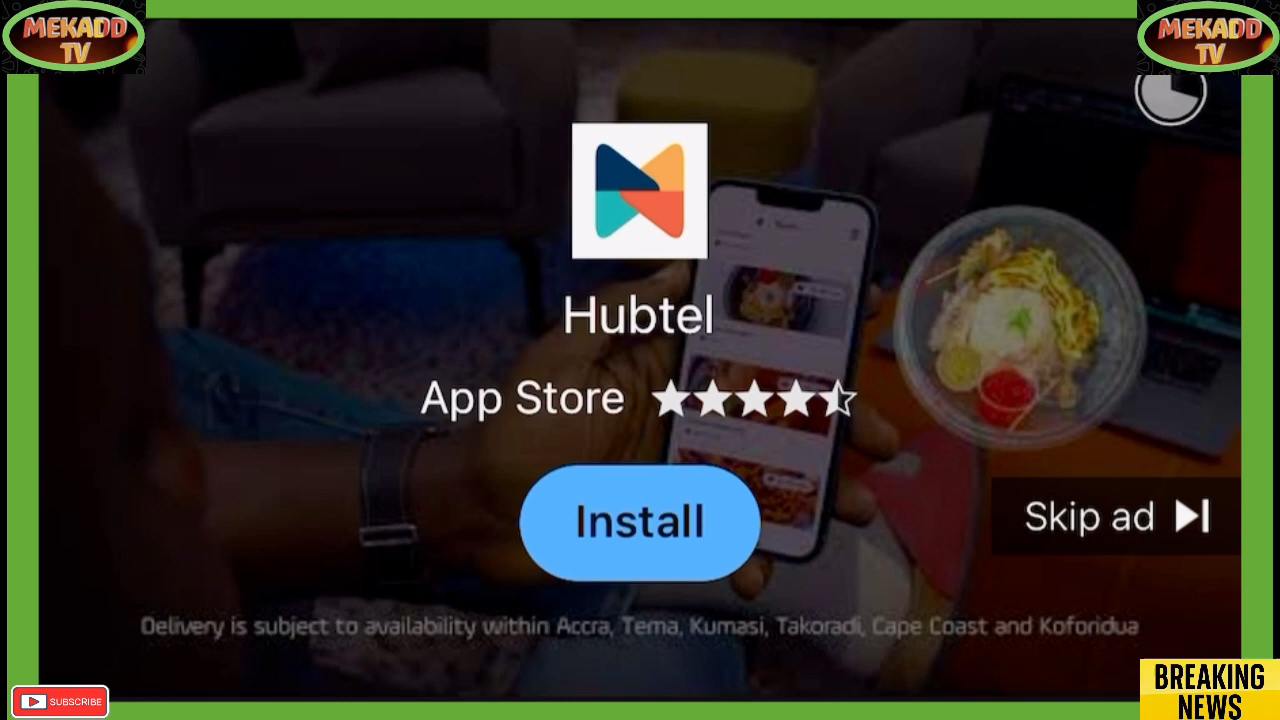 MEKADD
TV
MEKADD
TV
Hubtel
App Store
Install
Skip ad
Delivery is subject to availability within Accra, Tema, Kumasi, Takoradi, Cape Coast and Koforidua
SUBSCRIBE
BREAKING
NEWS